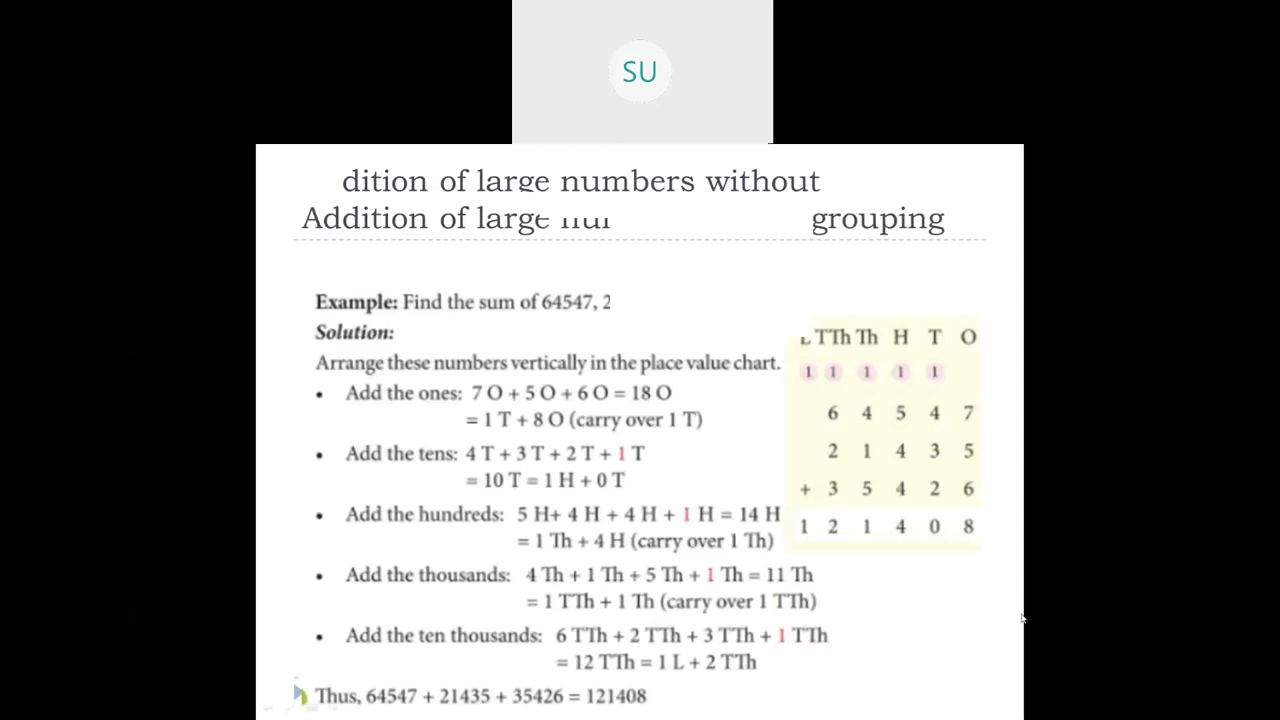 SU
dition of large numbers without
Addition of large grouping
Example: Find the sum of 64547, 2
Solution:
Arrange these numbers vertically in the place value chart.
• Add the ones: 7 O + 5 O + 6 O = 18 O
= 1 T + 8 O (carry over 1 T)
• Add the tens: 4 T + 3 T + 2 T + 1 T
= 10 T = 1 H + 0 T
• Add the hundreds: 5 H+ 4 H + 4 H + 1 H = 14 H
= 1 Th + 4 H (carry over 1 Th)
• Add the thousands: 4 Th + 1 Th + 5 Th + 1 Th = 11 Th
= 1 TTh + 1 Th (carry over 1 TTh)
• Add the ten thousands: 6 TTh + 2 TTh + 3 TTh + 1 TTh
= 12 TTh = 1 L + 2 TTh
Thus, 64547 + 21435 + 35426 = 121408
L TTh Th H T O
1 1 1 1 1
6 4 5 4 7
2 1 4 3 5
+ 3 5 4 2 6
1 2 1 4 0 8